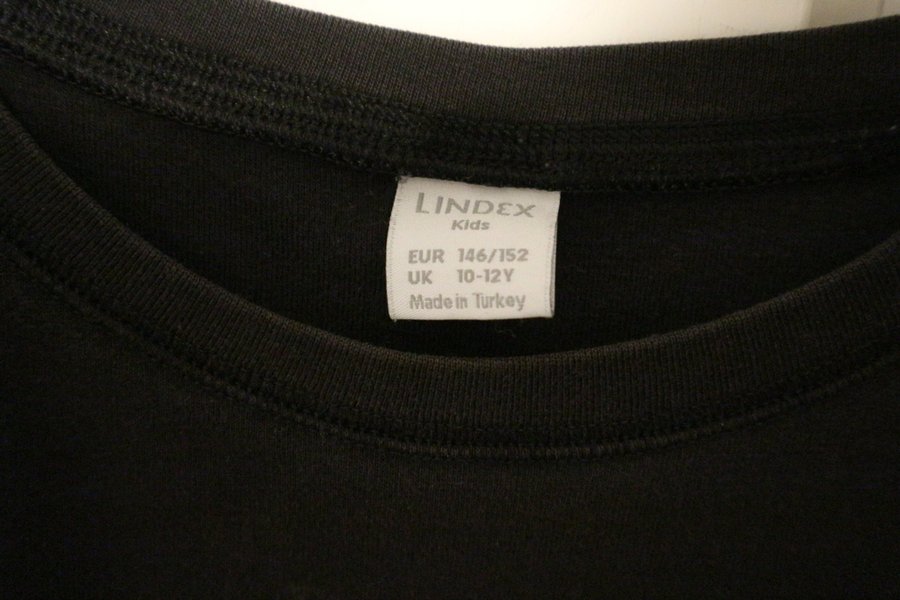 LINDEX
Kids
EUR 146/152
UK 10-12Y
Made in Turkey